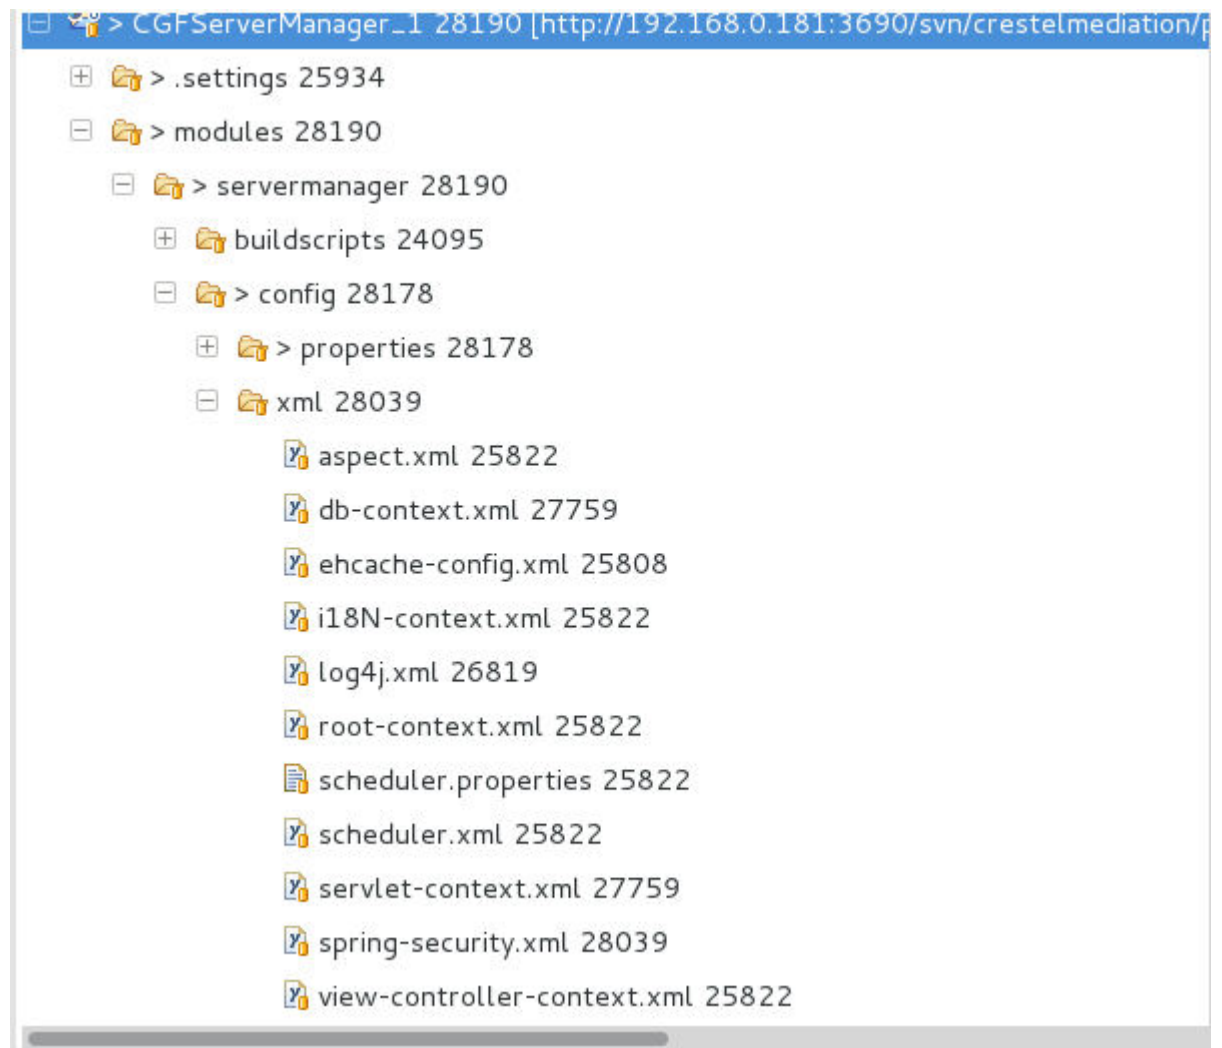 > CGFServerManager_1 28190 [http://192.168.0.181:3690/svn/crestelmediation/p
> .settings 25934
> modules 28190
> servermanager 28190
buildscripts 24095
> config 28178
> properties 28178
xml 28039
aspect.xml 25822
db-context.xml 27759
ehcache-config.xml 25808
i18N-context.xml 25822
log4j.xml 26819
root-context.xml 25822
scheduler.properties 25822
scheduler.xml 25822
servlet-context.xml 27759
spring-security.xml 28039
view-controller-context.xml 25822